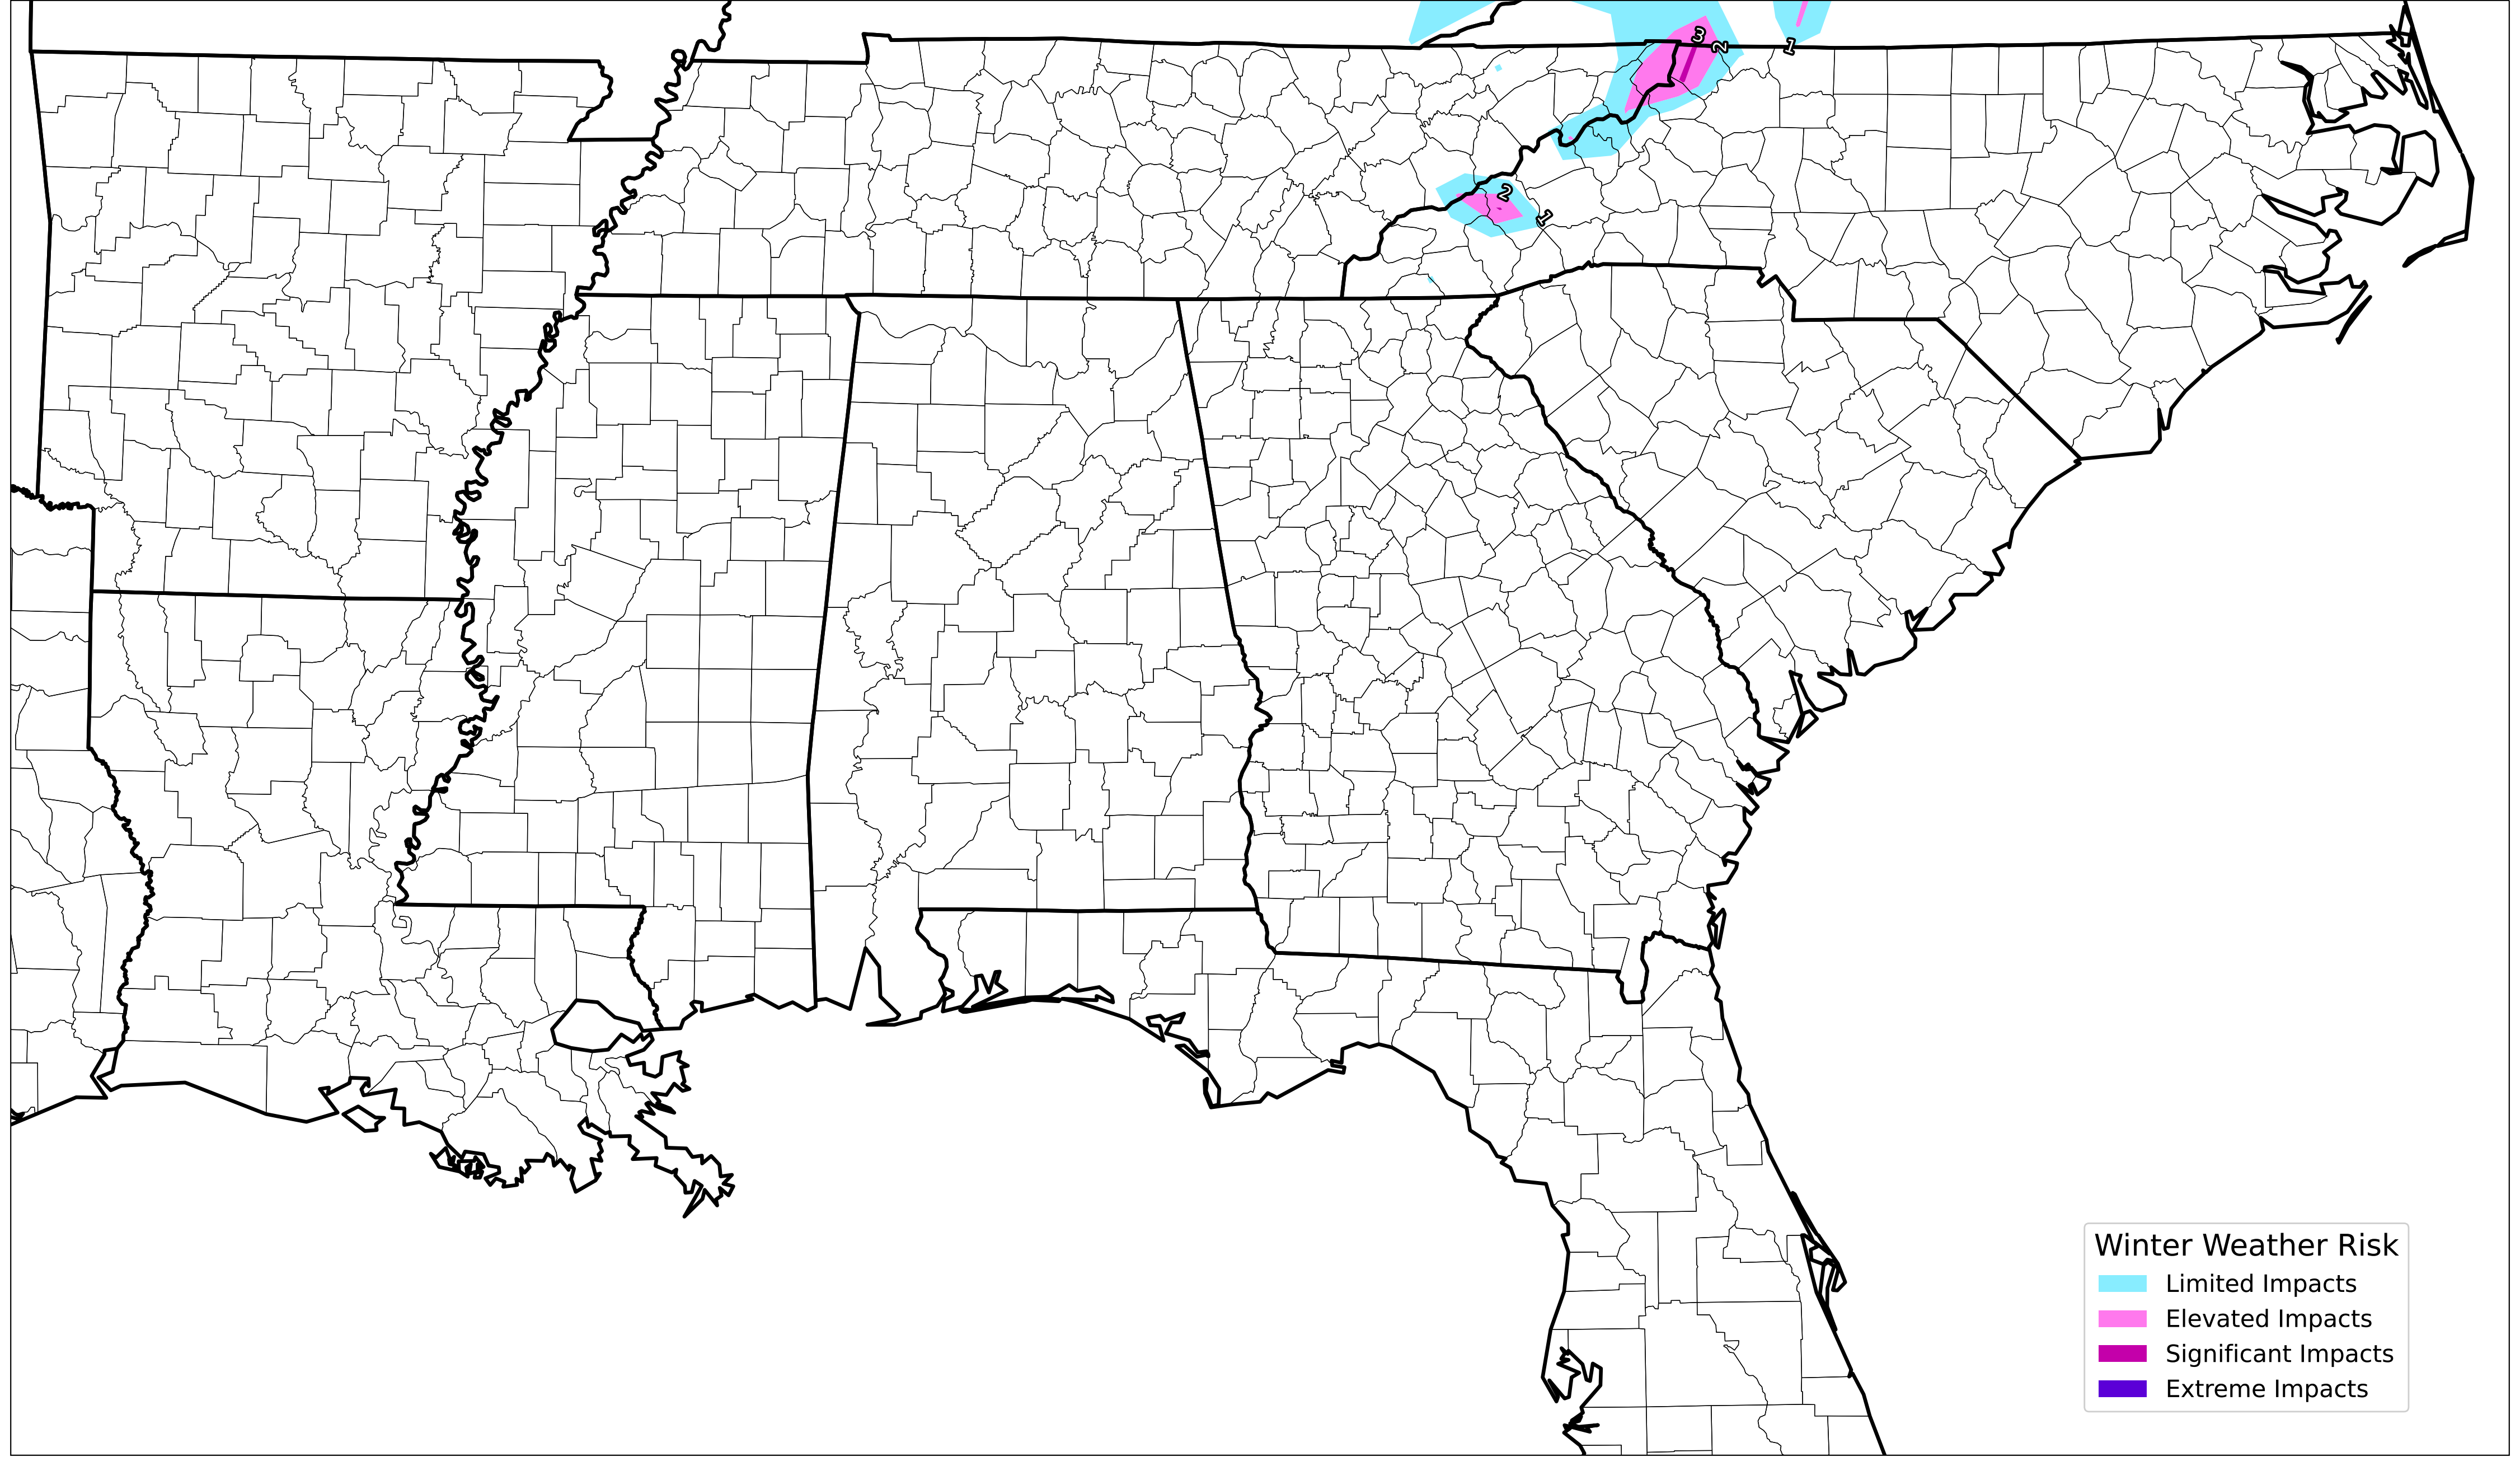 3
2
1
2
1
Winter Weather Risk
Limited Impacts
Elevated Impacts
Significant Impacts
Extreme Impacts